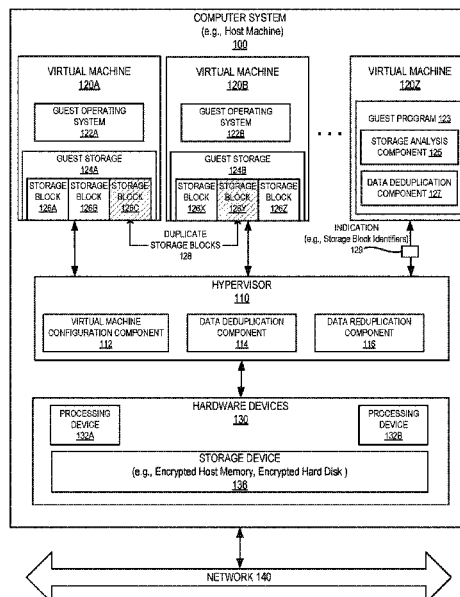 COMPUTER SYSTEM
(e.g., Host Machine)
100
VIRTUAL MACHINE
120A
GUEST OPERATING
SYSTEM
122A
GUEST STORAGE
124A
STORAGE
BLOCK
126A
STORAGE
BLOCK
126B
STORAGE
BLOCK
126C
VIRTUAL MACHINE
120B
GUEST OPERATING
SYSTEM
122B
GUEST STORAGE
124B
STORAGE
BLOCK
126X
STORAGE
BLOCK
126Y
STORAGE
BLOCK
126Z
. . .
VIRTUAL MACHINE
120Z
GUEST PROGRAM 123
STORAGE ANALYSIS
COMPONENT 125
DATA DEDUPLICATION
COMPONENT 127
DUPLICATE
STORAGE BLOCKS
128
INDICATION
(e.g., Storage Block Identifiers)
129
HYPERVISOR
110
VIRTUAL MACHINE
CONFIGURATION COMPONENT
112
DATA DEDUPLICATION
COMPONENT
114
DATA REDUPLICATION
COMPONENT
116
HARDWARE DEVICES
130
PROCESSING
DEVICE
132A
PROCESSING
DEVICE
132B
STORAGE DEVICE
(e.g., Encrypted Host Memory, Encrypted Hard Disk )
136
NETWORK 140